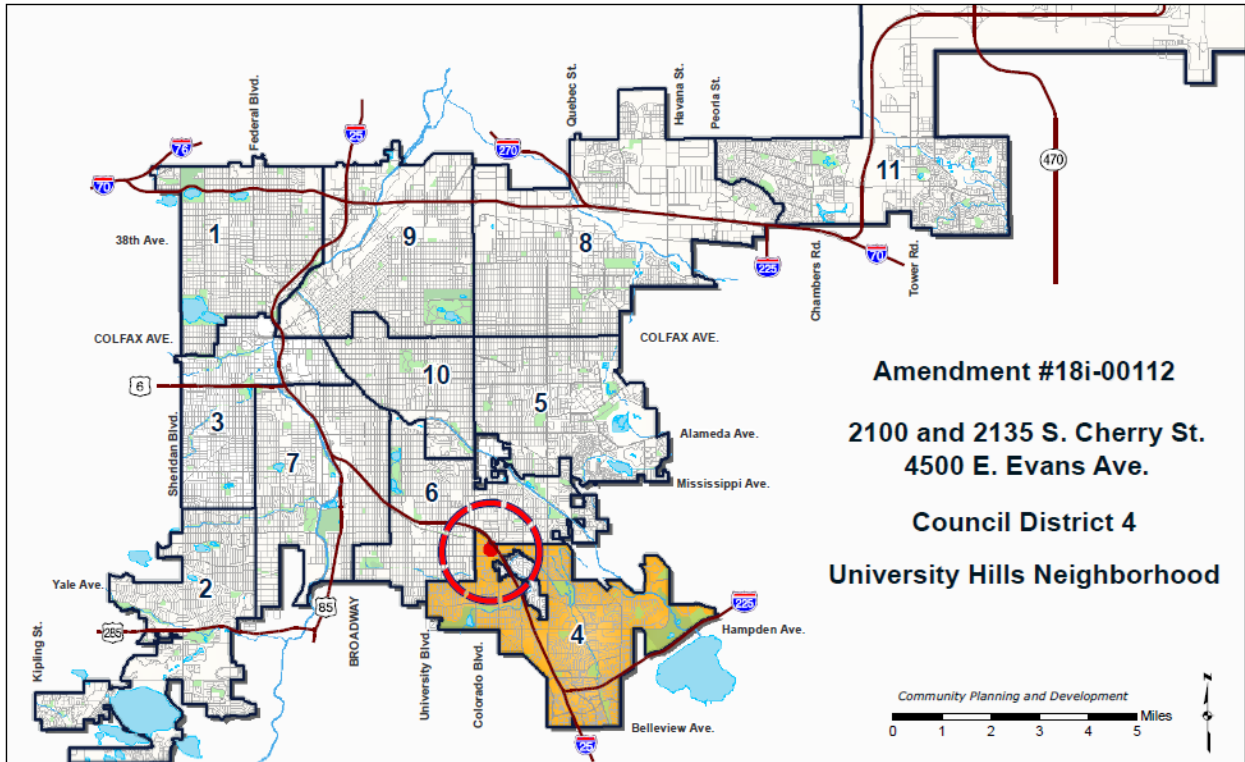 Federal Blvd.
25
Quebec St.
Havana St.
Peoria St.
76
270
70
470
11
38th Ave.
1
9
8
225
Chambers Rd.
70
Tower Rd.
COLFAX AVE.
COLFAX AVE.
Amendment #18i-00112
6
10
5
3
Sheridan Blvd.
Alameda Ave.
2100 and 2135 S. Cherry St.
4500 E. Evans Ave.
7
6
Mississippi Ave.
Council District 4
University Hills Neighborhood
Yale Ave.
2
85
225
285
BROADWAY
University Blvd.
Colorado Blvd.
4
Hampden Ave.
Kipling St.
Belleview Ave.
25
Community Planning and Development
Miles
0 1 2 3 4 5
N